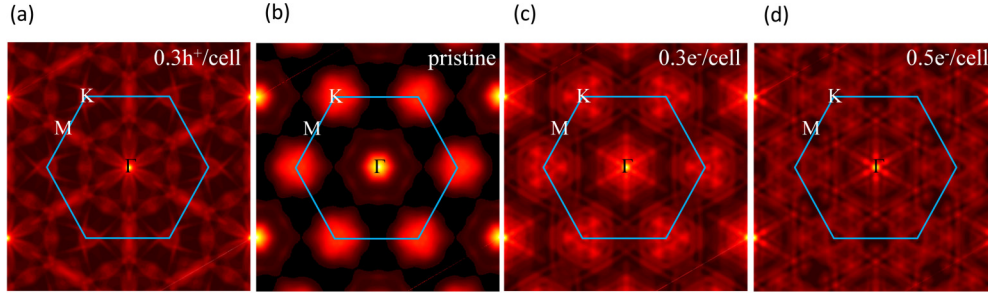 (a)
(b)
(c)
(d)
0.3h⁺/cell
pristine
0.3e⁻/cell
0.5e⁻/cell
K
K
K
K
M
M
M
M
Γ
Γ
Γ
Γ